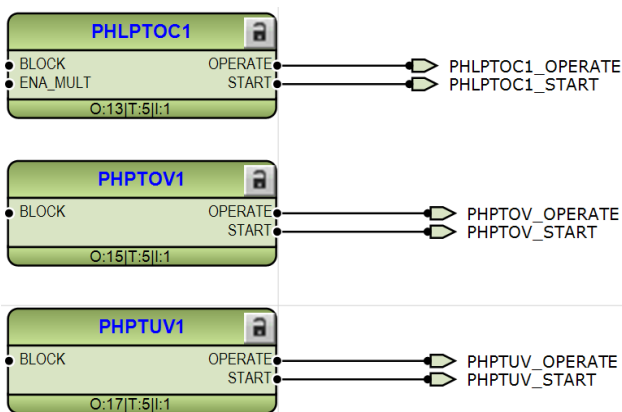 PHLPTOC1
BLOCK OPERATE PHLPTOC1_OPERATE
ENA_MULT START PHLPTOC1_START
O:13|T:5|I:1
PHPTOV1
BLOCK OPERATE PHPTOV_OPERATE
START PHPTOV_START
O:15|T:5|I:1
PHPTUV1
BLOCK OPERATE PHPTUV_OPERATE
START PHPTUV_START
O:17|T:5|I:1